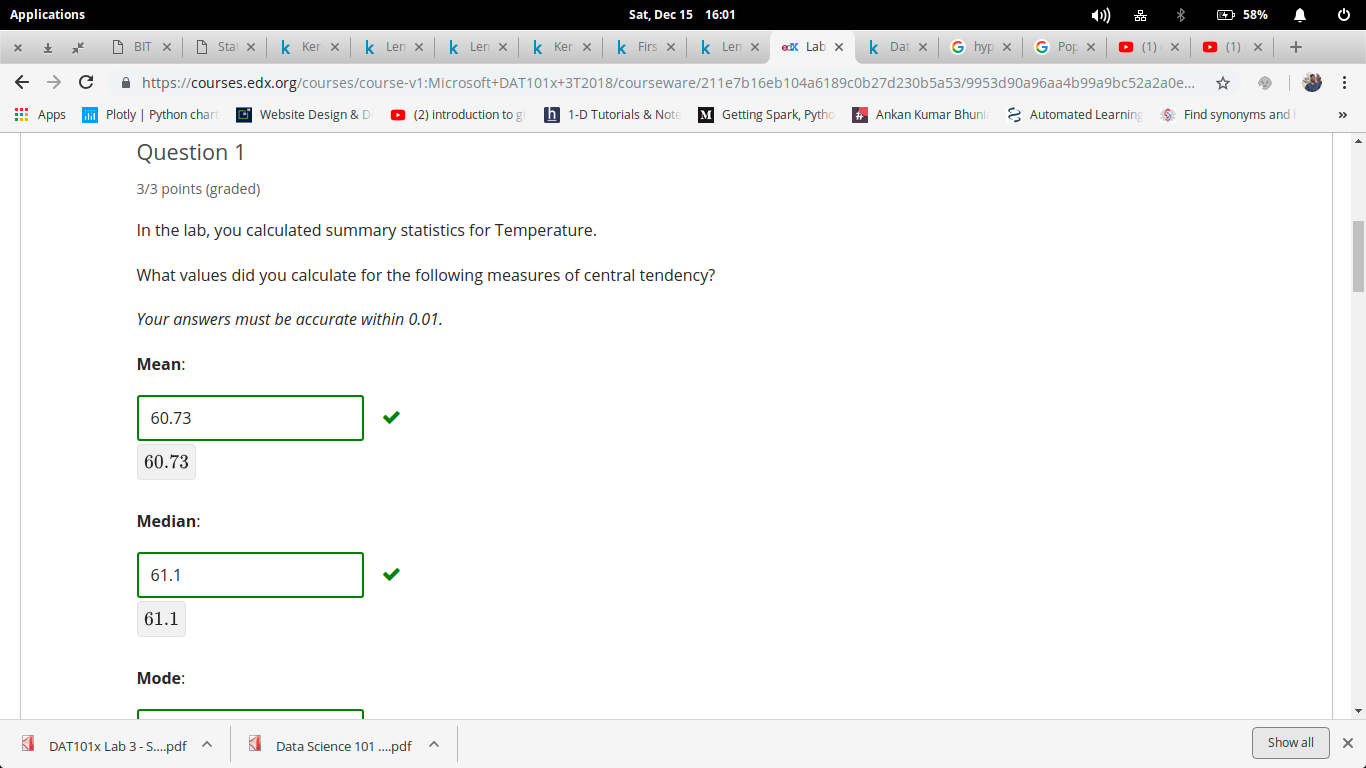 Applications
Sat, Dec 15 16:01
58%
BIT
Stat
Ker
Lem
Len
Ker
Firs
Lem
edX Lab
Dat
hyp
Pop
(1)
(1)
https://courses.edx.org/courses/course-v1:Microsoft+DAT101x+3T2018/courseware/211e7b16eb104a6189c0b27d230b5a53/9953d90a96aa4b99a9bc52a2a0e...
Apps
Plotly | Python chart
Website Design & D
(2) introduction to g
1-D Tutorials & Note
Getting Spark, Pytho
Ankan Kumar Bhuni
Automated Learning
Find synonyms and
»
Question 1
3/3 points (graded)
In the lab, you calculated summary statistics for Temperature.
What values did you calculate for the following measures of central tendency?
Your answers must be accurate within 0.01.
Mean:
60.73
60.73
Median:
61.1
61.1
Mode:
DAT101x Lab 3 - S....pdf
Data Science 101 ....pdf
Show all